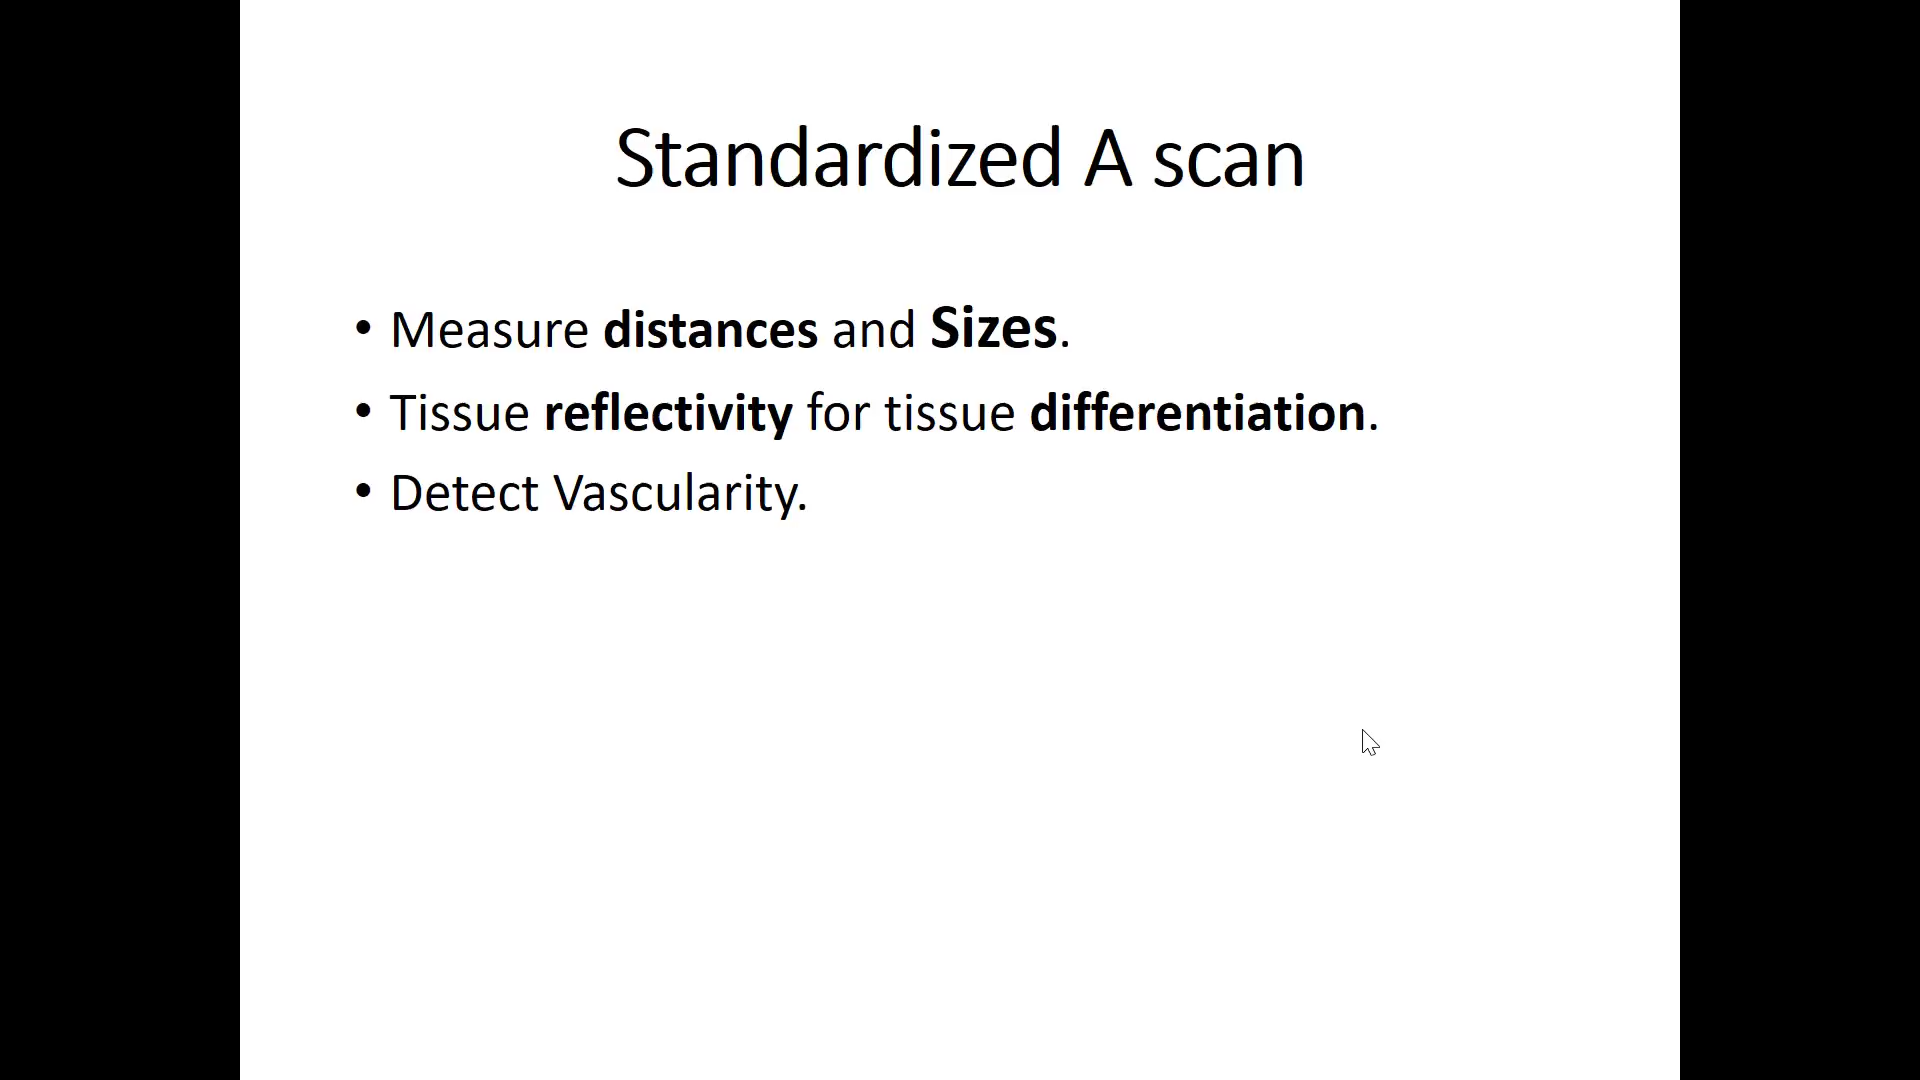 Standardized A scan
• Measure distances and Sizes.
• Tissue reflectivity for tissue differentiation.
• Detect Vascularity.